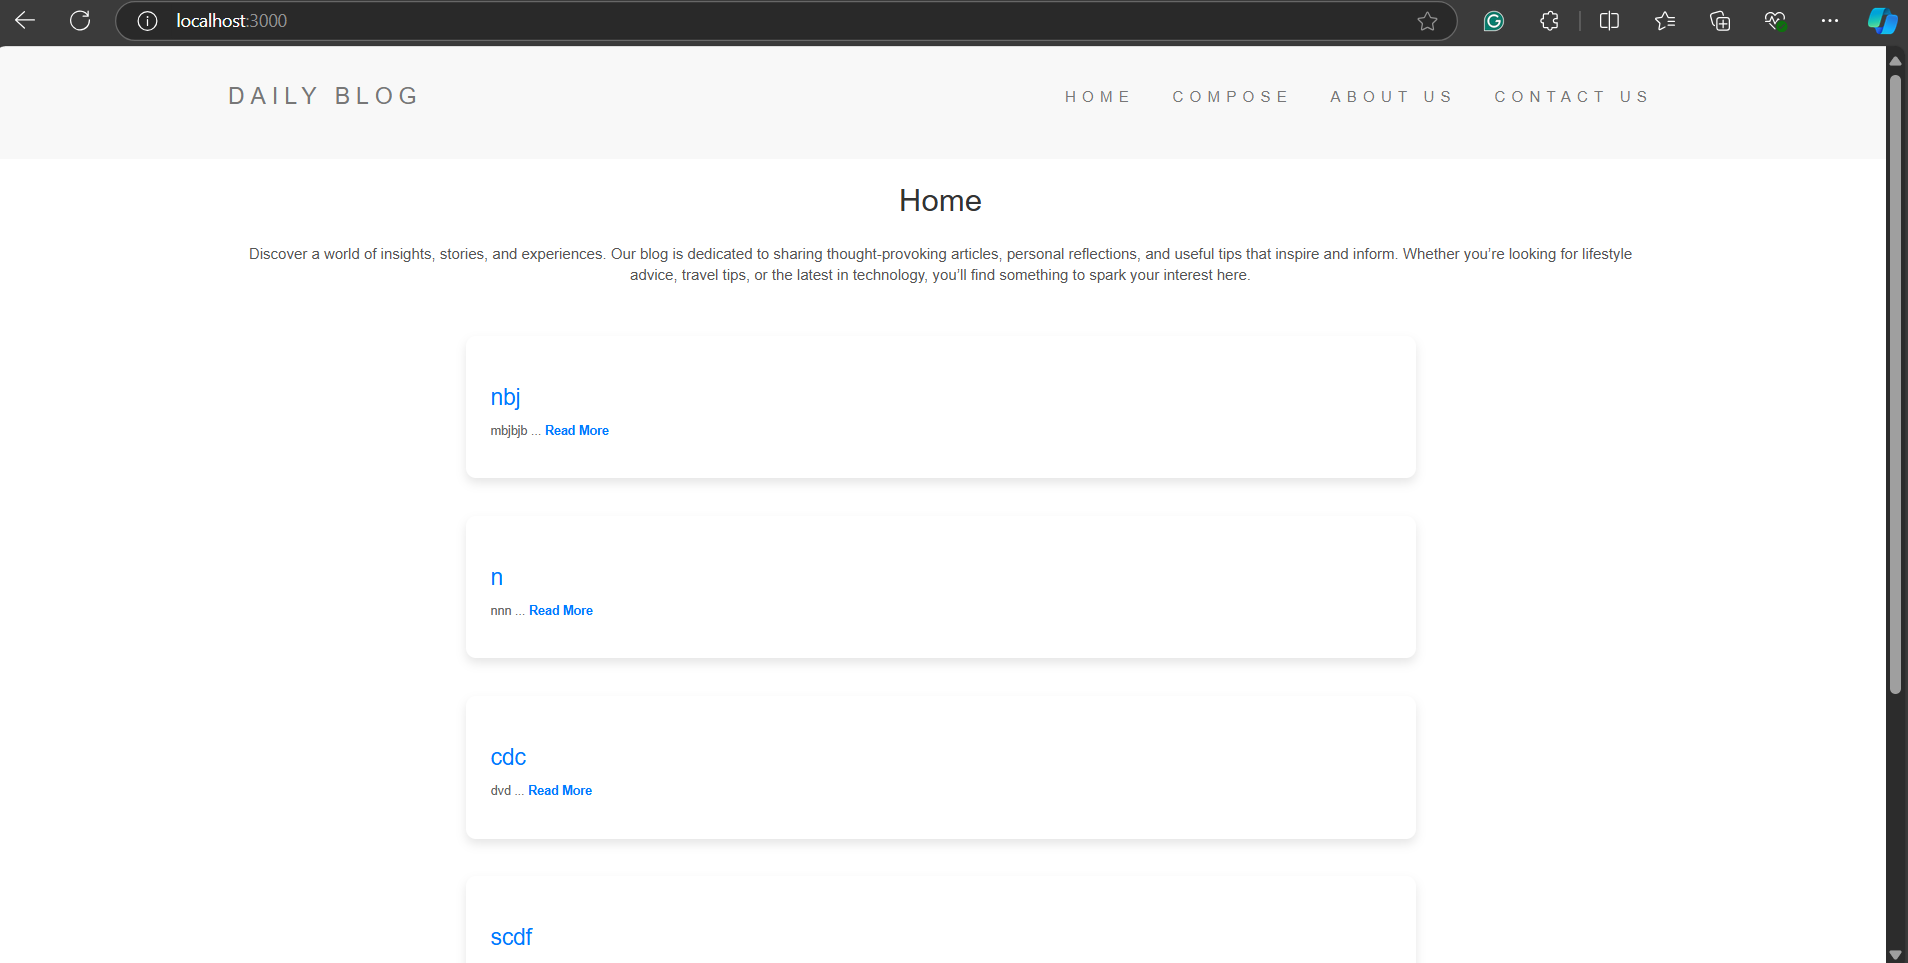 localhost:3000
DAILY BLOG
HOME COMPOSE ABOUT US CONTACT US
Home
Discover a world of insights, stories, and experiences. Our blog is dedicated to sharing thought-provoking articles, personal reflections, and useful tips that inspire and inform. Whether you’re looking for lifestyle
advice, travel tips, or the latest in technology, you’ll find something to spark your interest here.
nbj
mbjbjb ... Read More
n
nnn ... Read More
cdc
dvd ... Read More
scdf